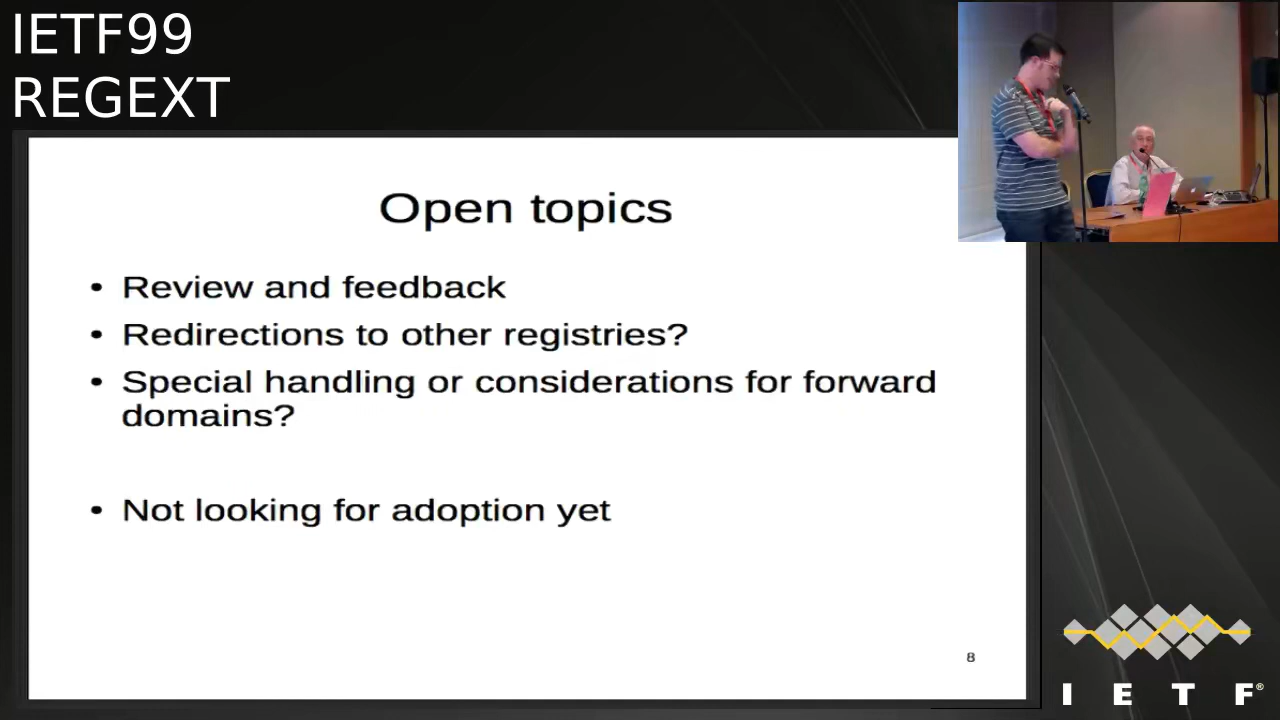 IETF99
REGEXT
Open topics
• Review and feedback
• Redirections to other registries?
• Special handling or considerations for forward
domains?
• Not looking for adoption yet
8
I E T F®